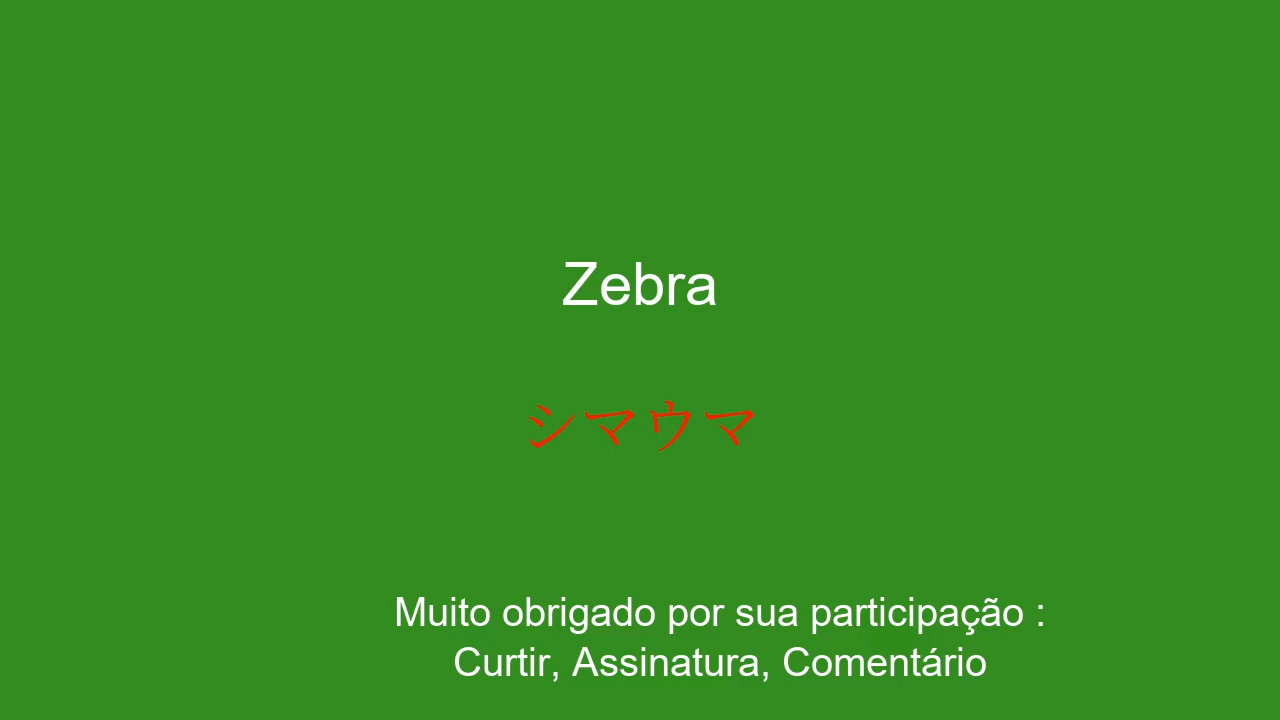 Zebra
シマウマ
Muito obrigado por sua participação :
Curtir, Assinatura, Comentário